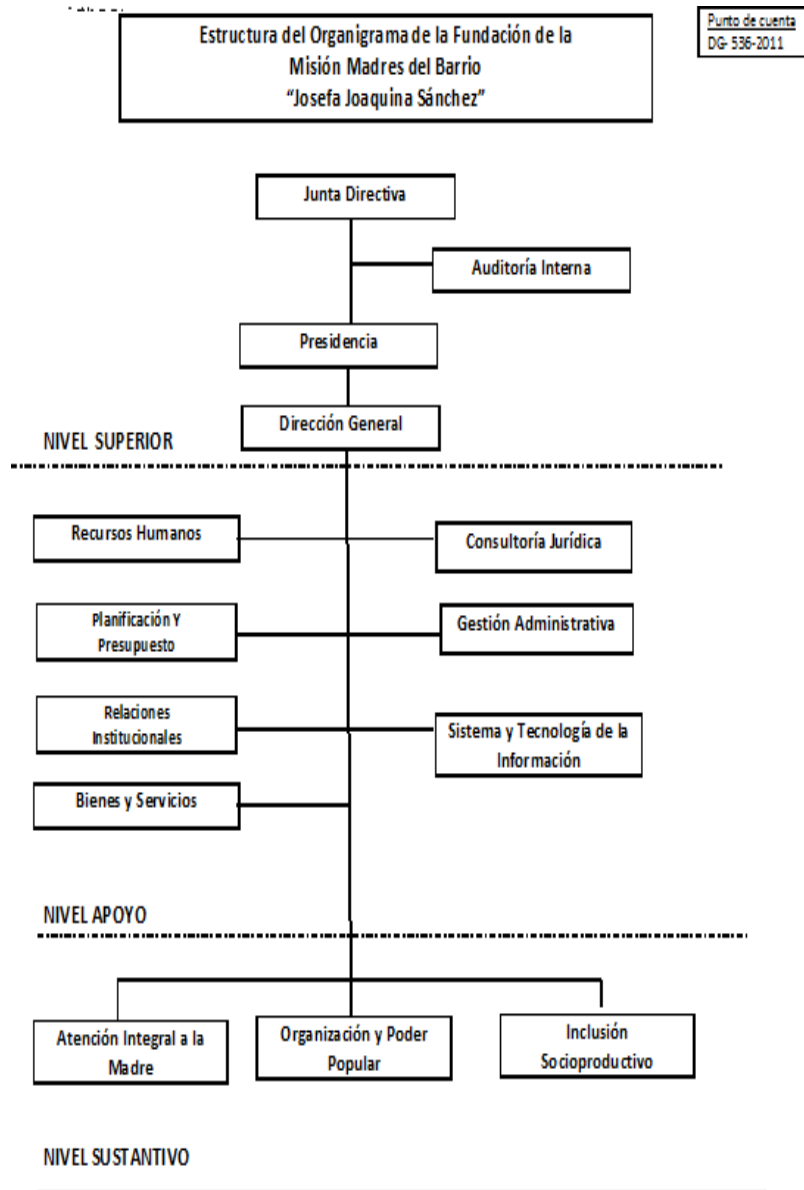 Estructura del Organigrama de la Fundación de la
Misión Madres del Barrio
“Josefa Joaquina Sánchez”
Punto de cuenta
DG- 536-2011
Junta Directiva
Auditoría Interna
Presidencia
Dirección General
NIVEL SUPERIOR
Recursos Humanos
Consultoría Jurídica
Planificación Y
Presupuesto
Gestión Administrativa
Relaciones
Institucionales
Sistema y Tecnología de la
Información
Bienes y Servicios
NIVEL APOYO
Atención Integral a la
Madre
Organización y Poder
Popular
Inclusión
Socioproductivo
NIVEL SUSTANTIVO